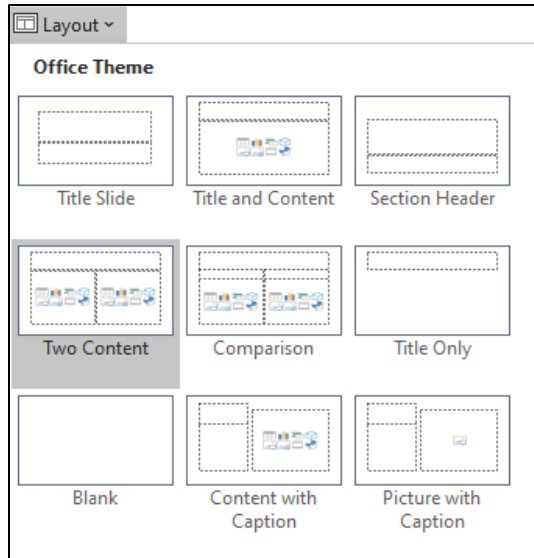 Layout
Office Theme
Title Slide
Title and Content
Section Header
Two Content
Comparison
Title Only
Blank
Content with
Caption
Picture with
Caption